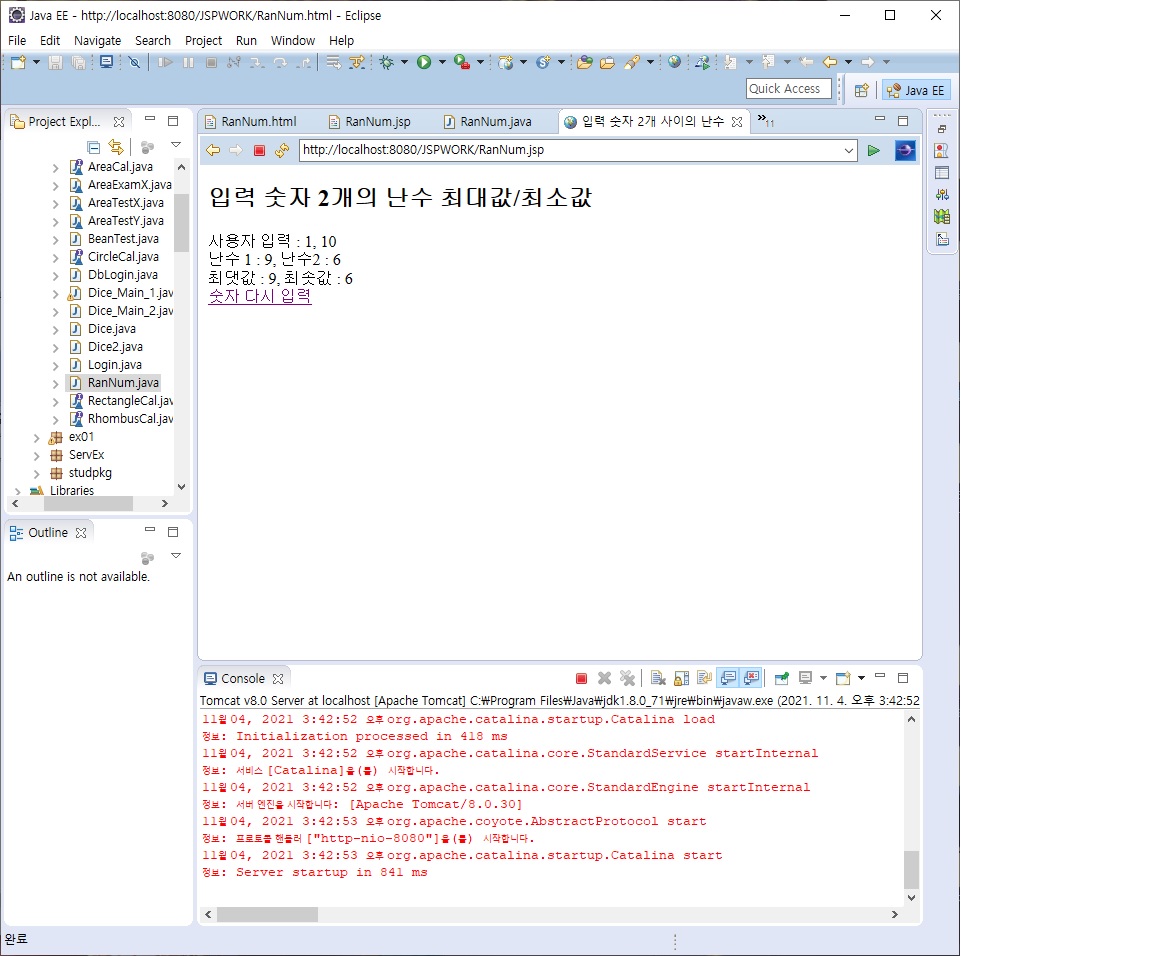 Java EE - http://localhost:8080/JSPWORK/RanNum.html - Eclipse
File Edit Navigate Search Project Run Window Help
Quick Access
Java EE
Project Expl...
AreaCal.java
AreaExamX.java
AreaTestX.java
AreaTestY.java
BeanTest.java
CircleCal.java
DbLogin.java
Dice_Main_1.jav
Dice_Main_2.jav
Dice.java
Dice2.java
Login.java
RanNum.java
RectangleCal.jav
RhombusCal.jav
ex01
ServEx
studpkg
Libraries
Outline
An outline is not available.
RanNum.html RanNum.jsp RanNum.java 입력 숫자 2개 사이의 난수 »11
http://localhost:8080/JSPWORK/RanNum.jsp
입력 숫자 2개의 난수 최대값/최소값
사용자 입력 : 1, 10
난수 1 : 9, 난수2 : 6
최댓값 : 9, 최솟값 : 6
숫자 다시 입력
Console
Tomcat v8.0 Server at localhost [Apache Tomcat] C:₩Program Files₩Java₩jdk1.8.0_71₩jre₩bin₩javaw.exe (2021. 11. 4. 오후 3:42:52
11월 04, 2021 3:42:52 오후 org.apache.catalina.startup.Catalina load
정보: Initialization processed in 418 ms
11월 04, 2021 3:42:52 오후 org.apache.catalina.core.StandardService startInternal
정보: 서비스 [Catalina]을(를) 시작합니다.
11월 04, 2021 3:42:52 오후 org.apache.catalina.core.StandardEngine startInternal
정보: 서버 엔진을 시작합니다: [Apache Tomcat/8.0.30]
11월 04, 2021 3:42:53 오후 org.apache.coyote.AbstractProtocol start
정보: 프로토콜 핸들러 ["http-nio-8080"]을(를) 시작합니다.
11월 04, 2021 3:42:53 오후 org.apache.catalina.startup.Catalina start
정보: Server startup in 841 ms
완료